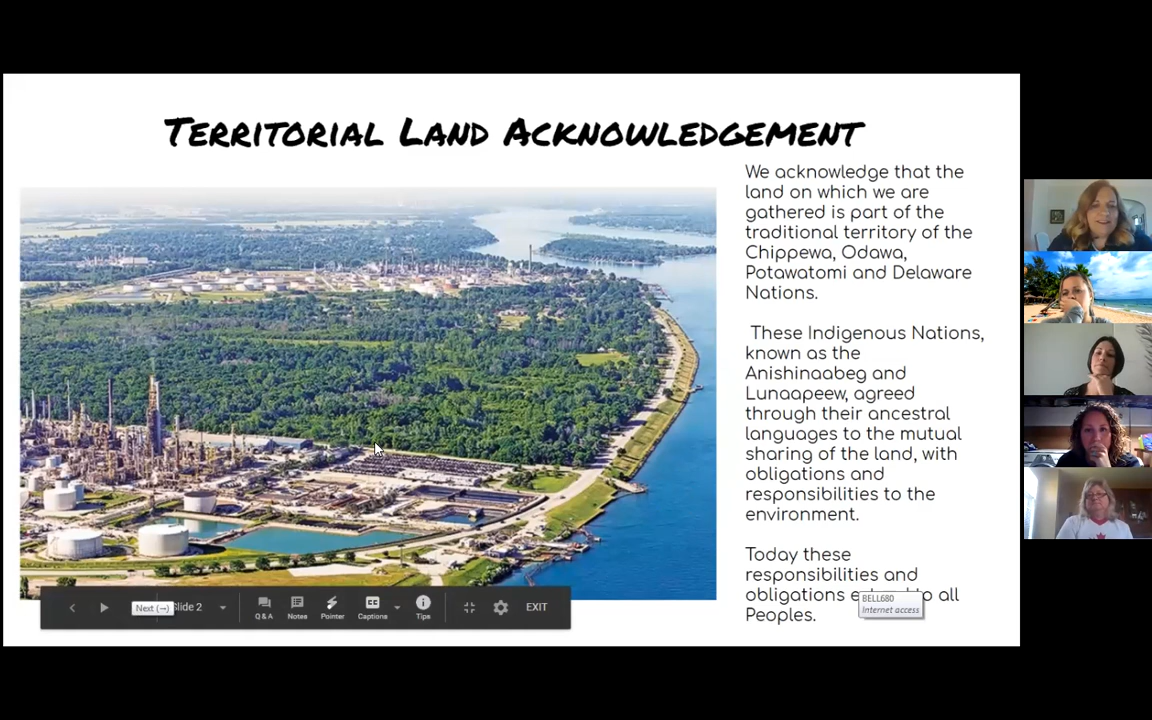 Territorial Land Acknowledgement
We acknowledge that the
land on which we are
gathered is part of the
traditional territory of the
Chippewa, Odawa,
Potawatomi and Delaware
Nations.
These Indigenous Nations,
known as the
Anishinaabeg and
Lunaapeew, agreed
through their ancestral
languages to the mutual
sharing of the land, with
obligations and
responsibilities to the
environment.
Today these
responsibilities and
obligations all
Peoples.
BELL680
Internet access
Next (→)
Slide 2
Q & A
Notes
Pointer
Captions
Tips
EXIT